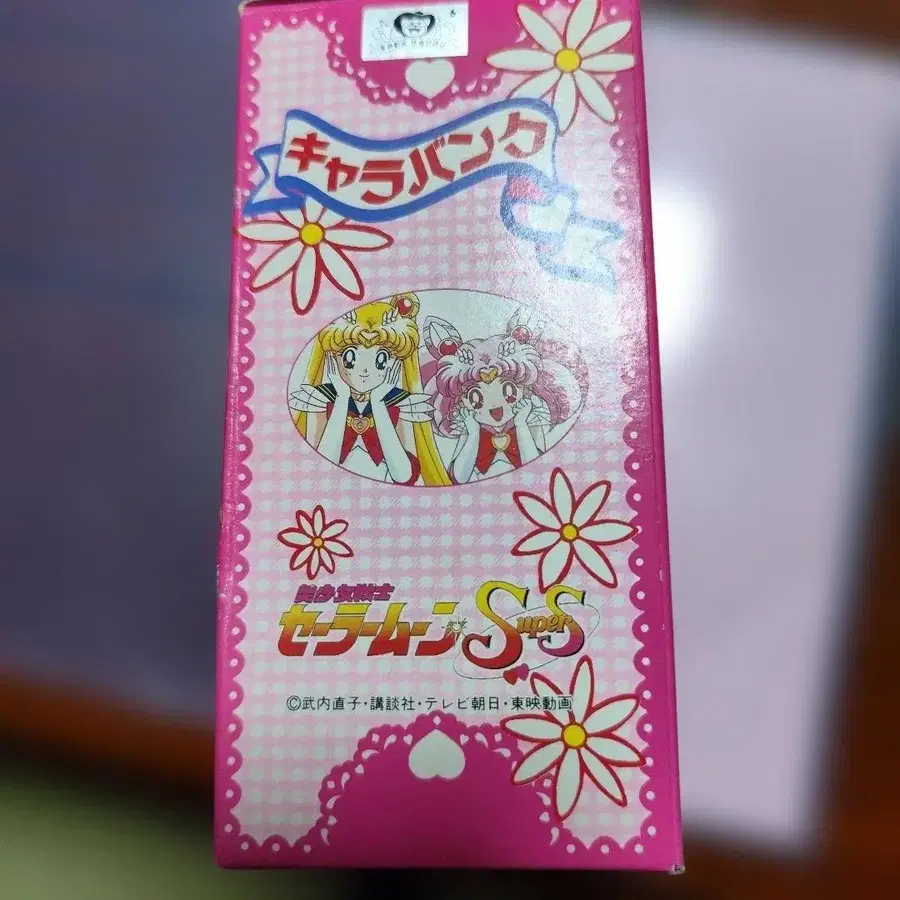 キャラバンク
美少女戦士
セーラームーン SuperS
©武内直子・講談社・テレビ朝日・東映動画